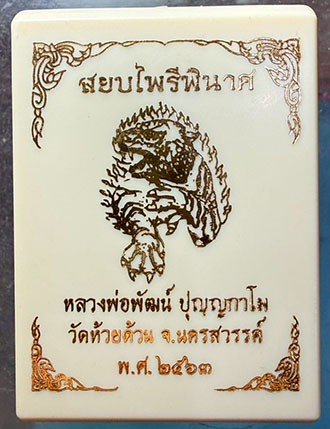 สยบไพรีพินาศ
หลวงพ่อพัฒน์ ปุญฺญกาโม
วัดห้วยด้วน จ.นครสวรรค์
พ.ศ.๒๕๖๓